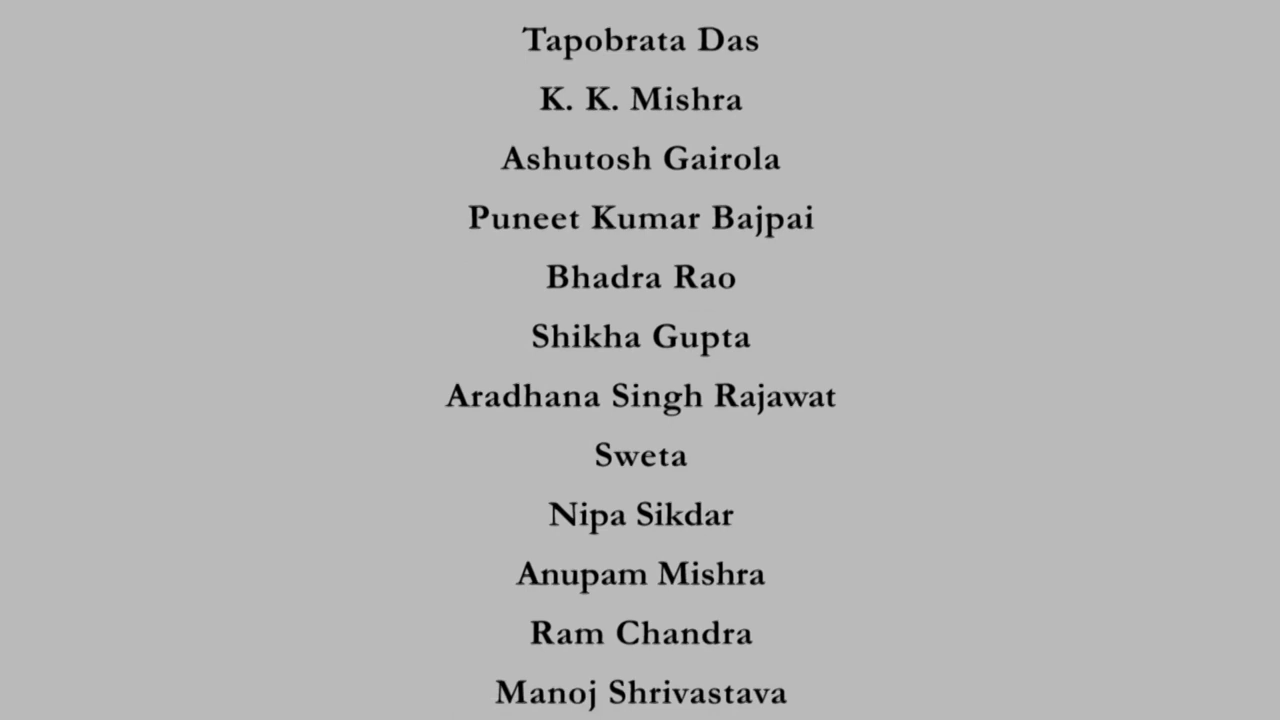 Tapobrata Das
K. K. Mishra
Ashutosh Gairola
Puneet Kumar Bajpai
Bhadra Rao
Shikha Gupta
Aradhana Singh Rajawat
Sweta
Nipa Sikdar
Anupam Mishra
Ram Chandra
Manoj Shrivastava